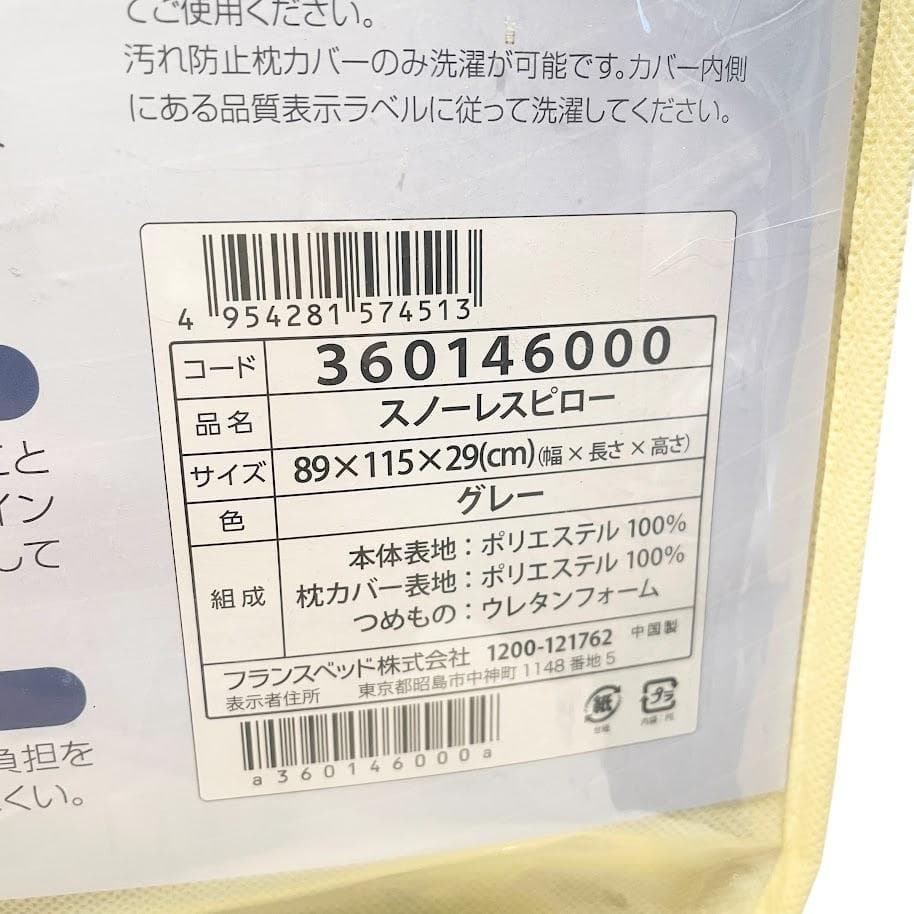 てご使用ください。
汚れ防止枕カバーのみ洗濯が可能です。カバー内側
にある品質表示ラベルに従って洗濯してください。
4 954281 574513
コード 360146000
品名 スノーレスピロー
サイズ 89×115×29(cm)(幅×長さ×高さ)
色 グレー
組成 本体表地:ポリエステル 100%
枕カバー表地:ポリエステル 100%
つめもの:ウレタンフォーム
フランスベッド株式会社 1200-121762 中国製
表示者住所 東京都昭島市中神町 1148 番地 5
紙
プラ
a360146000a
こと
イン
して
負担を
くい。